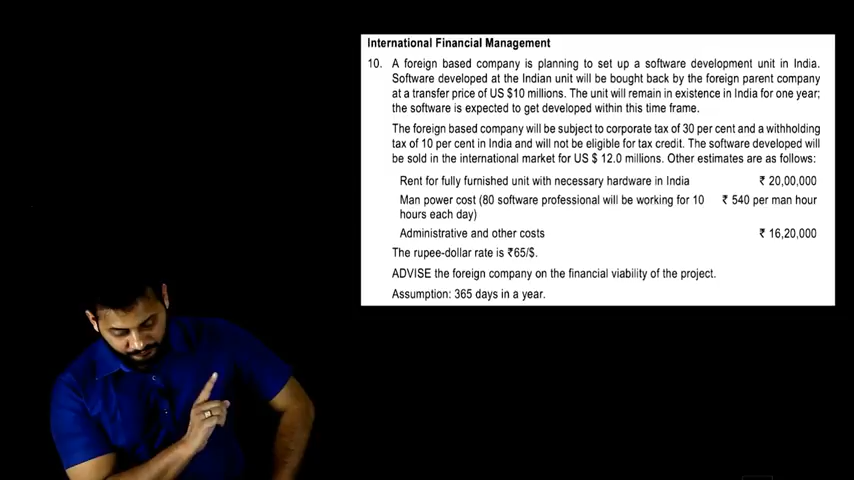 International Financial Management
10. A foreign based company is planning to set up a software development unit in India.
Software developed at the Indian unit will be bought back by the foreign parent company
at a transfer price of US $10 millions. The unit will remain in existence in India for one year;
the software is expected to get developed within this time frame.
The foreign based company will be subject to corporate tax of 30 per cent and a withholding
tax of 10 per cent in India and will not be eligible for tax credit. The software developed will
be sold in the international market for US $ 12.0 millions. Other estimates are as follows:
Rent for fully furnished unit with necessary hardware in India ₹ 20,00,000
Man power cost (80 software professional will be working for 10 ₹ 540 per man hour
hours each day)
Administrative and other costs ₹ 16,20,000
The rupee-dollar rate is ₹65/$.
ADVISE the foreign company on the financial viability of the project.
Assumption: 365 days in a year.